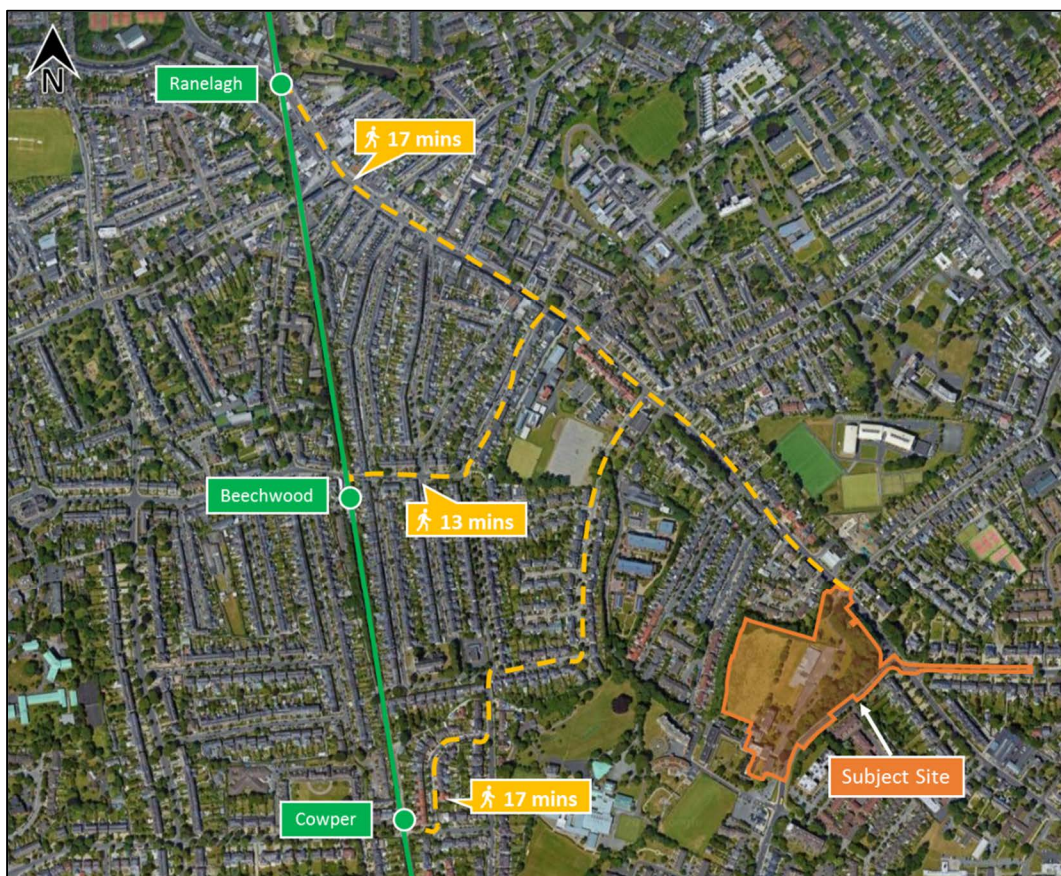 N
Ranelagh
17 mins
Beechwood
13 mins
Cowper
17 mins
Subject Site